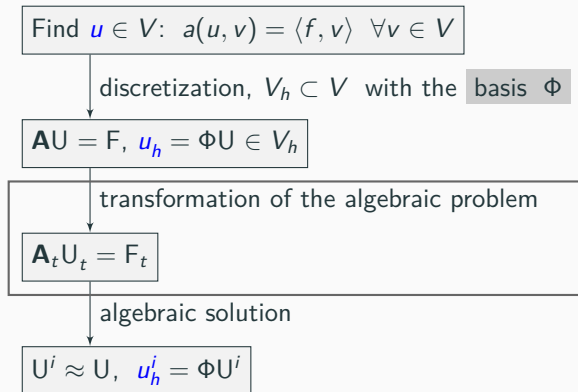 Find u ∈ V: a(u, v) = ⟨f, v⟩ ∀v ∈ V
discretization, V_h ⊂ V with the basis Φ
AU = F, u_h = ΦU ∈ V_h
transformation of the algebraic problem
A_tU_t = F_t
algebraic solution
U^i ≈ U, u_h^i = ΦU^i